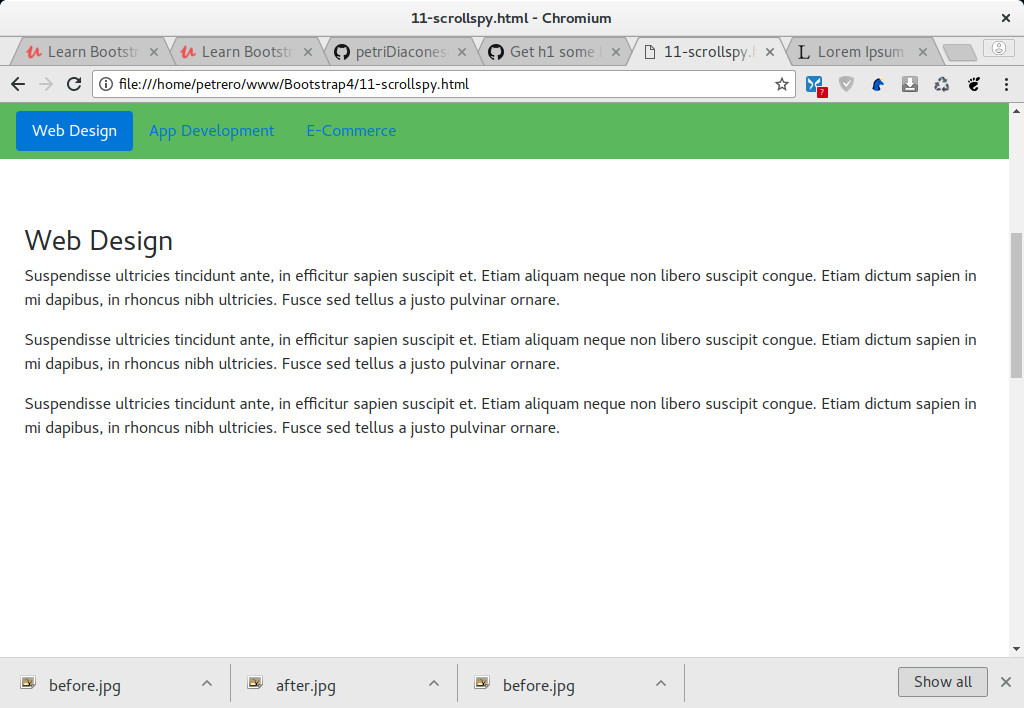 11-scrollspy.html - Chromium
Learn Bootstr
Learn Bootstr
petriDiacones
Get h1 some
11-scrollspy.
Lorem Ipsum
file:///home/petrero/www/Bootstrap4/11-scrollspy.html
Web Design App Development E-Commerce
Web Design
Suspendisse ultricies tincidunt ante, in efficitur sapien suscipit et. Etiam aliquam neque non libero suscipit congue. Etiam dictum sapien in
mi dapibus, in rhoncus nibh ultricies. Fusce sed tellus a justo pulvinar ornare.
Suspendisse ultricies tincidunt ante, in efficitur sapien suscipit et. Etiam aliquam neque non libero suscipit congue. Etiam dictum sapien in
mi dapibus, in rhoncus nibh ultricies. Fusce sed tellus a justo pulvinar ornare.
Suspendisse ultricies tincidunt ante, in efficitur sapien suscipit et. Etiam aliquam neque non libero suscipit congue. Etiam dictum sapien in
mi dapibus, in rhoncus nibh ultricies. Fusce sed tellus a justo pulvinar ornare.
before.jpg
after.jpg
before.jpg
Show all